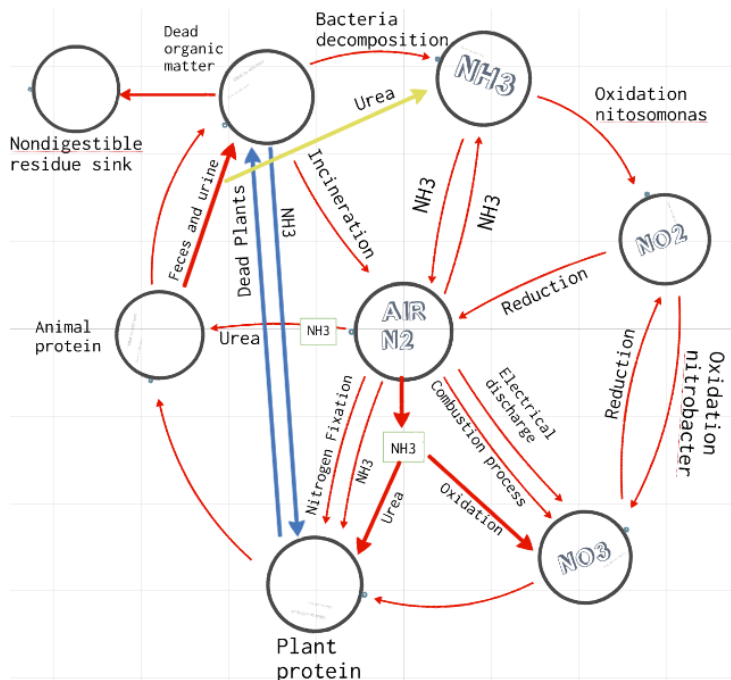 Bacteria
decomposition
Dead
organic
matter
NH3
Urea
Oxidation
nitosomonas
Nondigestible
residue sink
Feces and urine
Incineration
Dead Plants
NH3
NH3
NH3
NO2
Reduction
AIR
N2
Animal
protein
Urea
NH3
Reduction
Oxidation
nitrobacter
Electrical
discharge
Combustion process
Nitrogen Fixation
NH3
NH3
Urea
Oxidation
NO3
Plant
protein